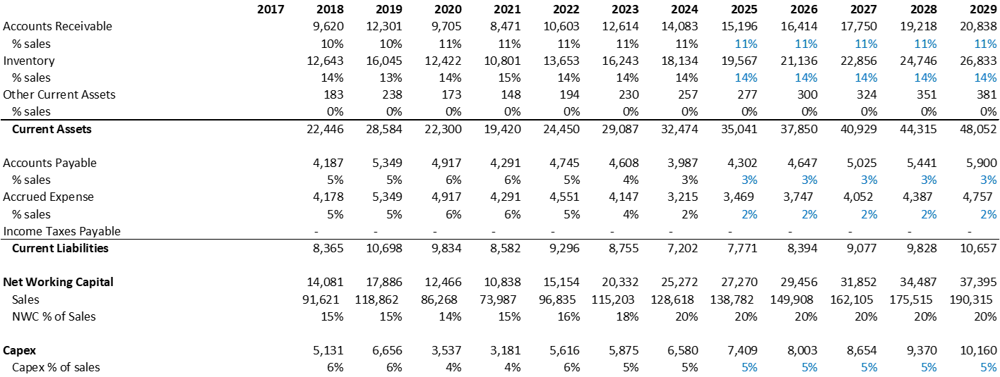 2017 2018 2019 2020 2021 2022 2023 2024 2025 2026 2027 2028 2029
Accounts Receivable 9,620 12,301 9,705 8,471 10,603 12,614 14,083 15,196 16,414 17,750 19,218 20,838
% sales 10% 10% 11% 11% 11% 11% 11% 11% 11% 11% 11% 11%
Inventory 12,643 16,045 12,422 10,801 13,653 16,243 18,134 19,567 21,136 22,856 24,746 26,833
% sales 14% 13% 14% 15% 14% 14% 14% 14% 14% 14% 14% 14%
Other Current Assets 183 238 173 148 194 230 257 277 300 324 351 381
% sales 0% 0% 0% 0% 0% 0% 0% 0% 0% 0% 0% 0%
Current Assets 22,446 28,584 22,300 19,420 24,450 29,087 32,474 35,041 37,850 40,929 44,315 48,052
Accounts Payable 4,187 5,349 4,917 4,291 4,745 4,608 3,987 4,302 4,647 5,025 5,441 5,900
% sales 5% 5% 6% 6% 5% 4% 3% 3% 3% 3% 3% 3%
Accrued Expense 4,178 5,349 4,917 4,291 4,551 4,147 3,215 3,469 3,747 4,052 4,387 4,757
% sales 5% 5% 6% 6% 5% 4% 2% 2% 2% 2% 2% 2%
Income Taxes Payable - - - - - - - - - - - -
Current Liabilities 8,365 10,698 9,834 8,582 9,296 8,755 7,202 7,771 8,394 9,077 9,828 10,657
Net Working Capital 14,081 17,886 12,466 10,838 15,154 20,332 25,272 27,270 29,456 31,852 34,487 37,395
Sales 91,621 118,862 86,268 73,987 96,835 115,203 128,618 138,782 149,908 162,105 175,515 190,315
NWC % of Sales 15% 15% 14% 15% 16% 18% 20% 20% 20% 20% 20% 20%
Capex 5,131 6,656 3,537 3,181 5,616 5,875 6,580 7,409 8,003 8,654 9,370 10,160
Capex % of sales 6% 6% 4% 4% 6% 5% 5% 5% 5% 5% 5% 5%